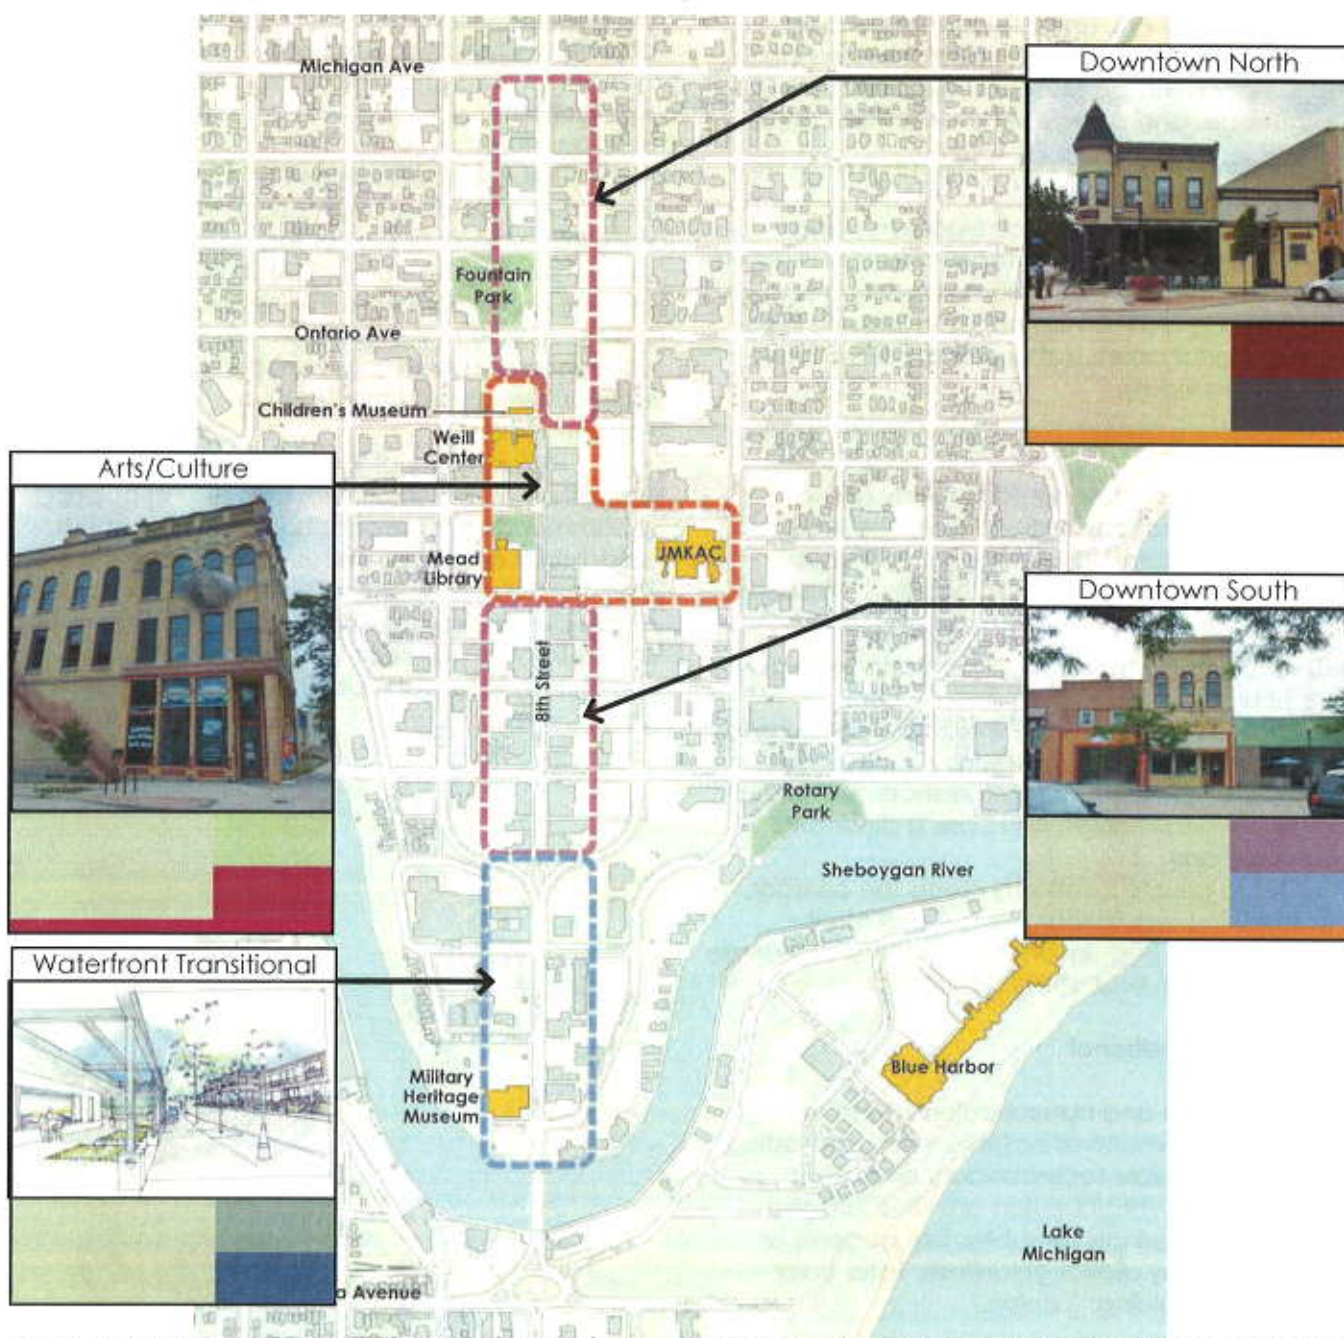 Michigan Ave
Downtown North
Fountain
Park
Ontario Ave
Children's Museum
Weill
Center
Arts/Culture
Mead
Library
JMKAC
Downtown South
8th Street
Rotary
Park
Sheboygan River
Waterfront Transitional
Military
Heritage
Museum
Blue Harbor
Lake
Michigan
a Avenue